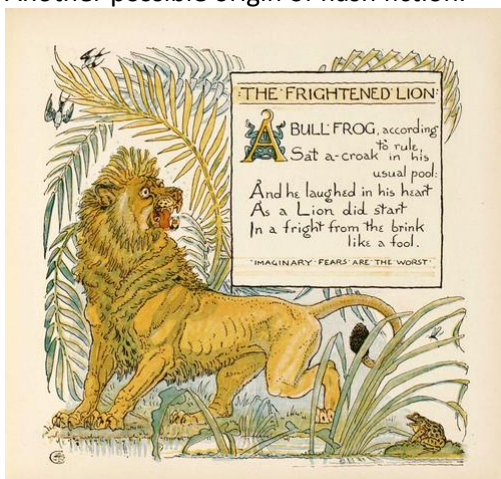 Another possible origin of flash fiction:
THE FRIGHTENED LION
A BULL FROG, according
to rule,
Sat a-croak in his
usual pool:
And he laughed in his heart
As a Lion did start
In a fright from the brink
like a fool.
IMAGINARY FEARS ARE THE WORST